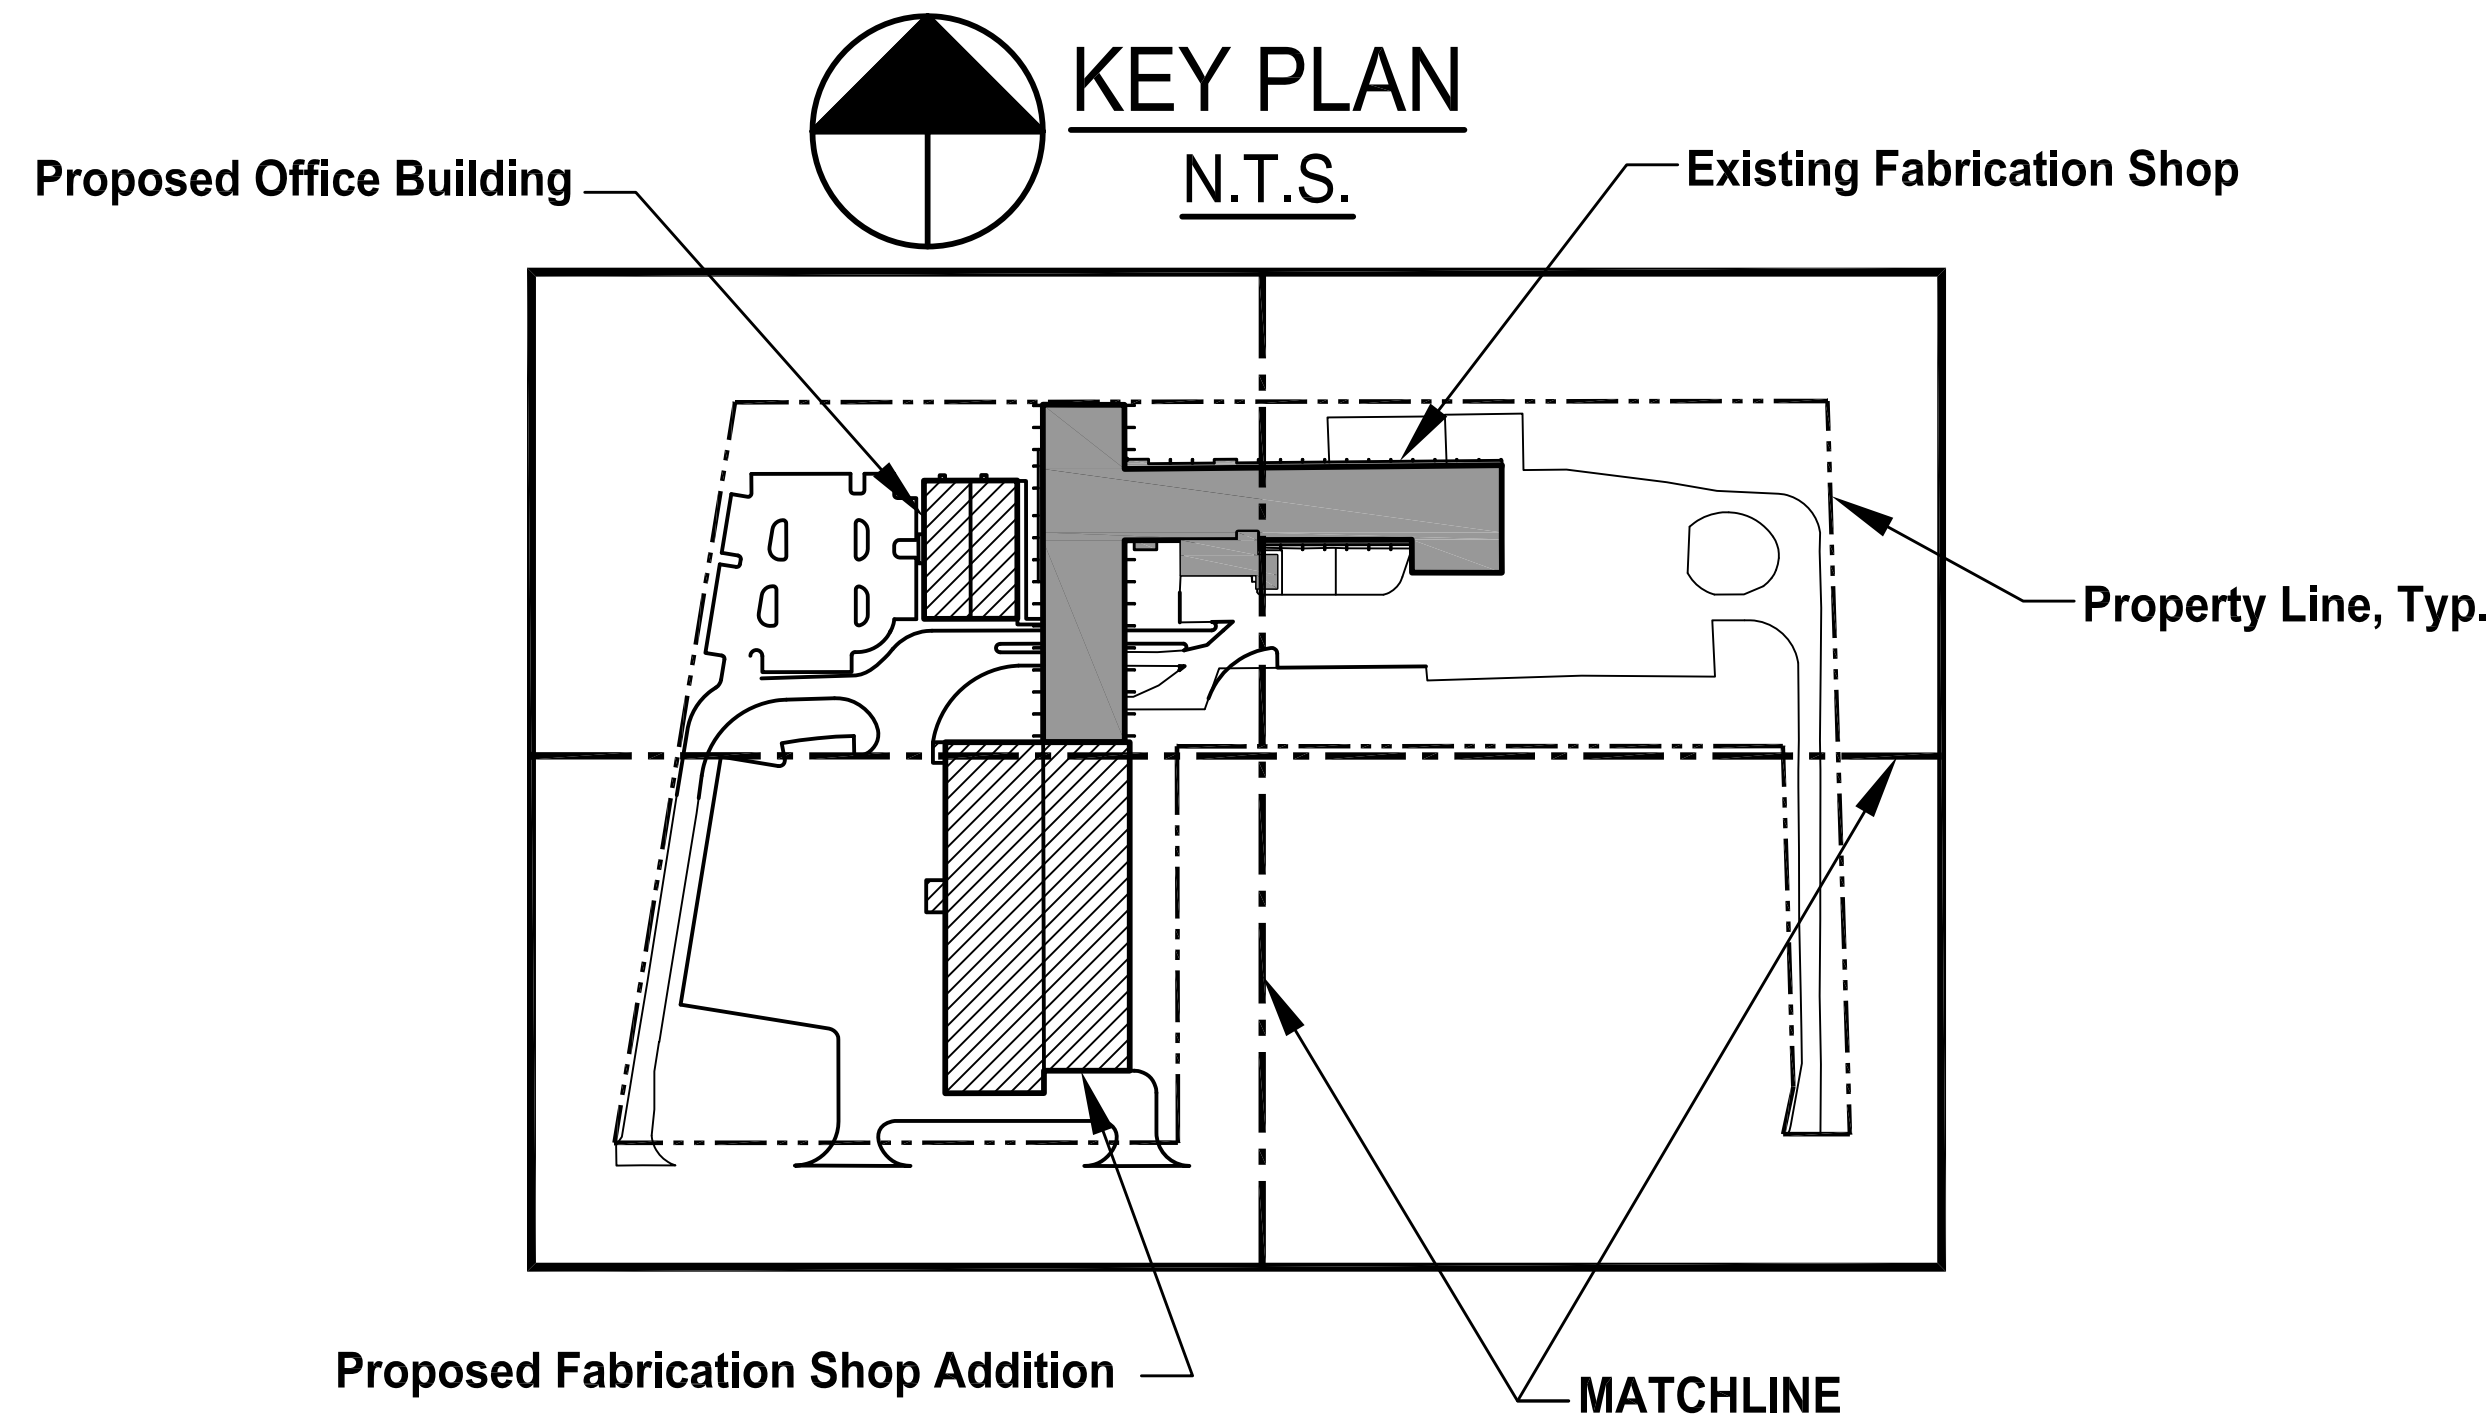 KEY PLAN
N.T.S.
Proposed Office Building
Existing Fabrication Shop
Property Line, Typ.
Proposed Fabrication Shop Addition
MATCHLINE